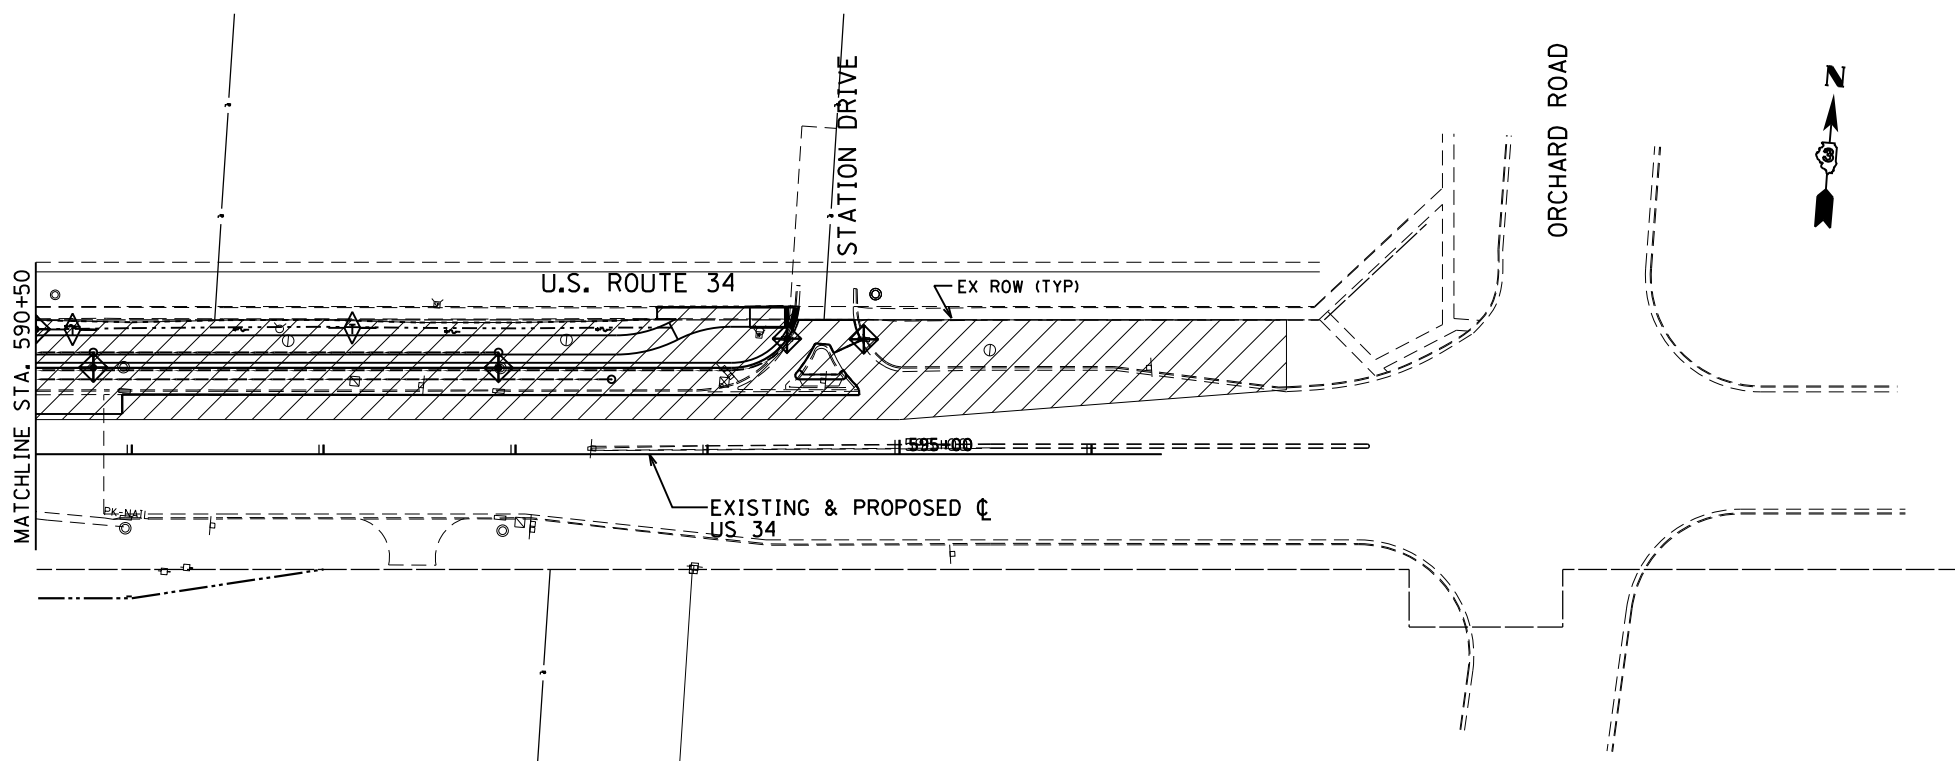 STATION DRIVE
ORCHARD ROAD
N
3
U.S. ROUTE 34
EX ROW (TYP)
MATCHLINE STA. 590+50
595+00
PK-NAIL
EXISTING & PROPOSED ℄
US 34